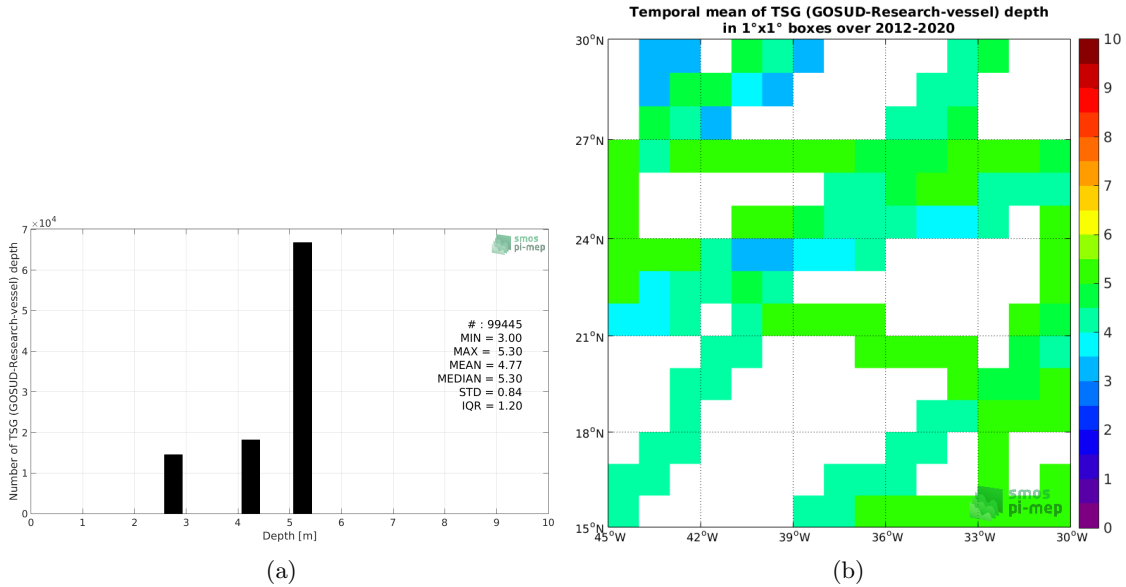 ×10⁴
7
6
5
4
3
2
1
0
0 1 2 3 4 5 6 7 8 9 10
Number of TSG (GOSUD-Research-vessel) depth
Depth [m]
smos
pi-mep
# : 99445
MIN = 3.00
MAX = 5.30
MEAN = 4.77
MEDIAN = 5.30
STD = 0.84
IQR = 1.20
(a)
Temporal mean of TSG (GOSUD-Research-vessel) depth
in 1°x1° boxes over 2012-2020
30°N
27°N
24°N
21°N
18°N
15°N
45°W 42°W 39°W 36°W 33°W 30°W
smos
pi-mep
10
9
8
7
6
5
4
3
2
1
0
(b)